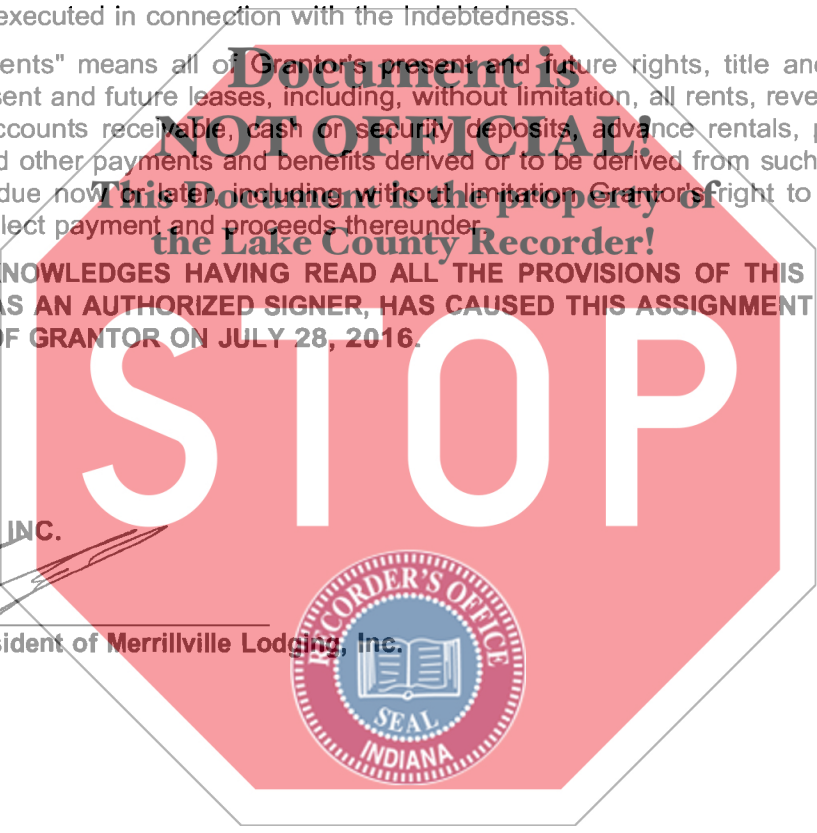 executed in connection with the Indebtedness.
ents" means all of Grantor's present and future rights, title and
sent and future leases, including, without limitation, all rents, reve
ccounts receivable, cash or security deposits, advance rentals, p
d other payments and benefits derived or to be derived from such
due now or later, including without limitation Grantor's right to
lect payment and proceeds thereunder.
Document is
NOT OFFICIAL!
This Document is the property of
the Lake County Recorder!
KNOWLEDGES HAVING READ ALL THE PROVISIONS OF THIS
AS AN AUTHORIZED SIGNER, HAS CAUSED THIS ASSIGNMENT
OF GRANTOR ON JULY 28, 2016.
STOP
INC.
sident of Merrillville Lodging, Inc.
RECORDER'S OFFICE
SEAL
INDIANA